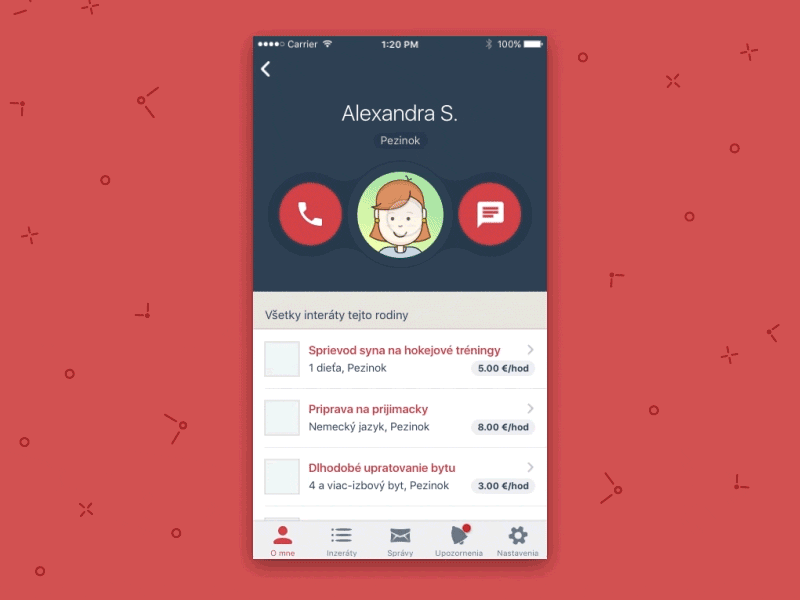 Carrier 1:20 PM 100%
Alexandra S.
Pezinok
Všetky interáty tejto rodiny
Sprievod syna na hokejové tréningy
1 dieťa, Pezinok 5.00 €/hod
Priprava na prijimacky
Nemecký jazyk, Pezinok 8.00 €/hod
Dlhodobé upratovanie bytu
4 a viac-izbový byt, Pezinok 3.00 €/hod
O mne Inzeráty Správy Upozornenia Nastavenia